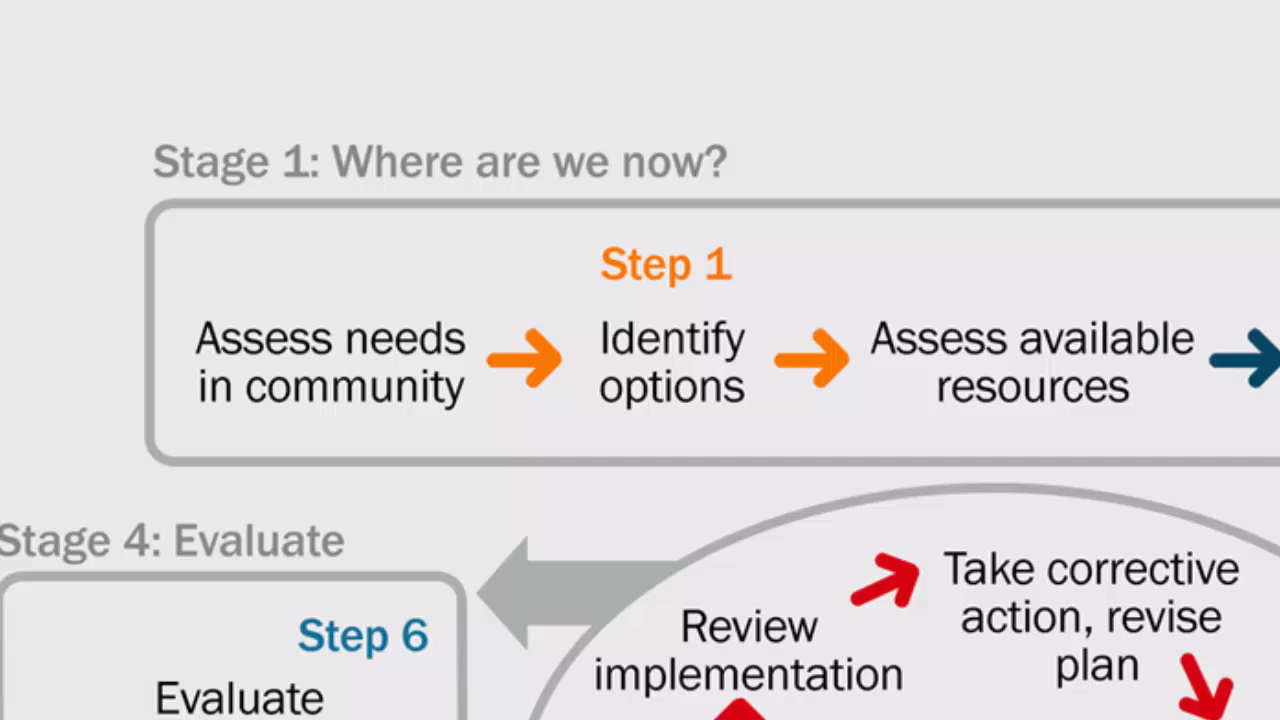 Stage 1: Where are we now?
Step 1
Assess needs
in community
Identify
options
Assess available
resources
Stage 4: Evaluate
Step 6
Evaluate
Review
implementation
Take corrective
action, revise
plan